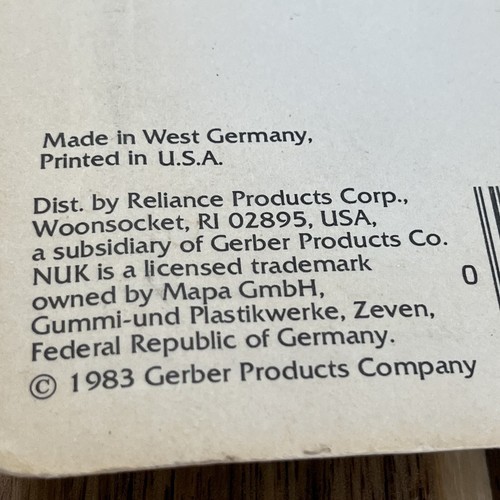 Made in West Germany,
Printed in U.S.A.
Dist. by Reliance Products Corp.,
Woonsocket, RI 02895, USA,
a subsidiary of Gerber Products Co.
NUK is a licensed trademark
owned by Mapa GmbH,
Gummi-und Plastikwerke, Zeven,
Federal Republic of Germany.
© 1983 Gerber Products Company
0